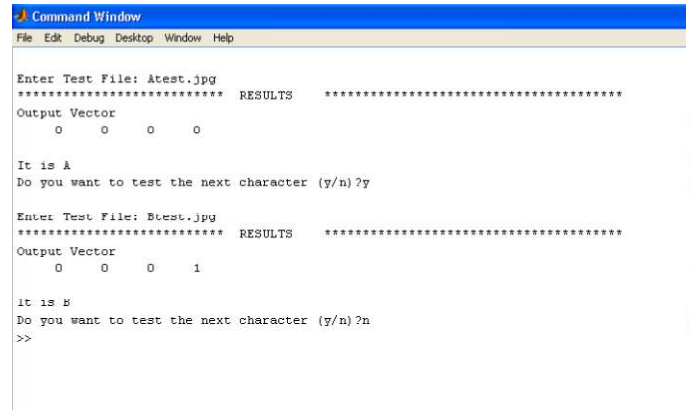 Command Window
File Edit Debug Desktop Window Help
Enter Test File: Atest.jpg
*************************** RESULTS ***************************************
Output Vector
0 0 0 0
It is A
Do you want to test the next character (y/n)?y
Enter Test File: Btest.jpg
*************************** RESULTS ***************************************
Output Vector
0 0 0 1
It is B
Do you want to test the next character (y/n)?n
>>